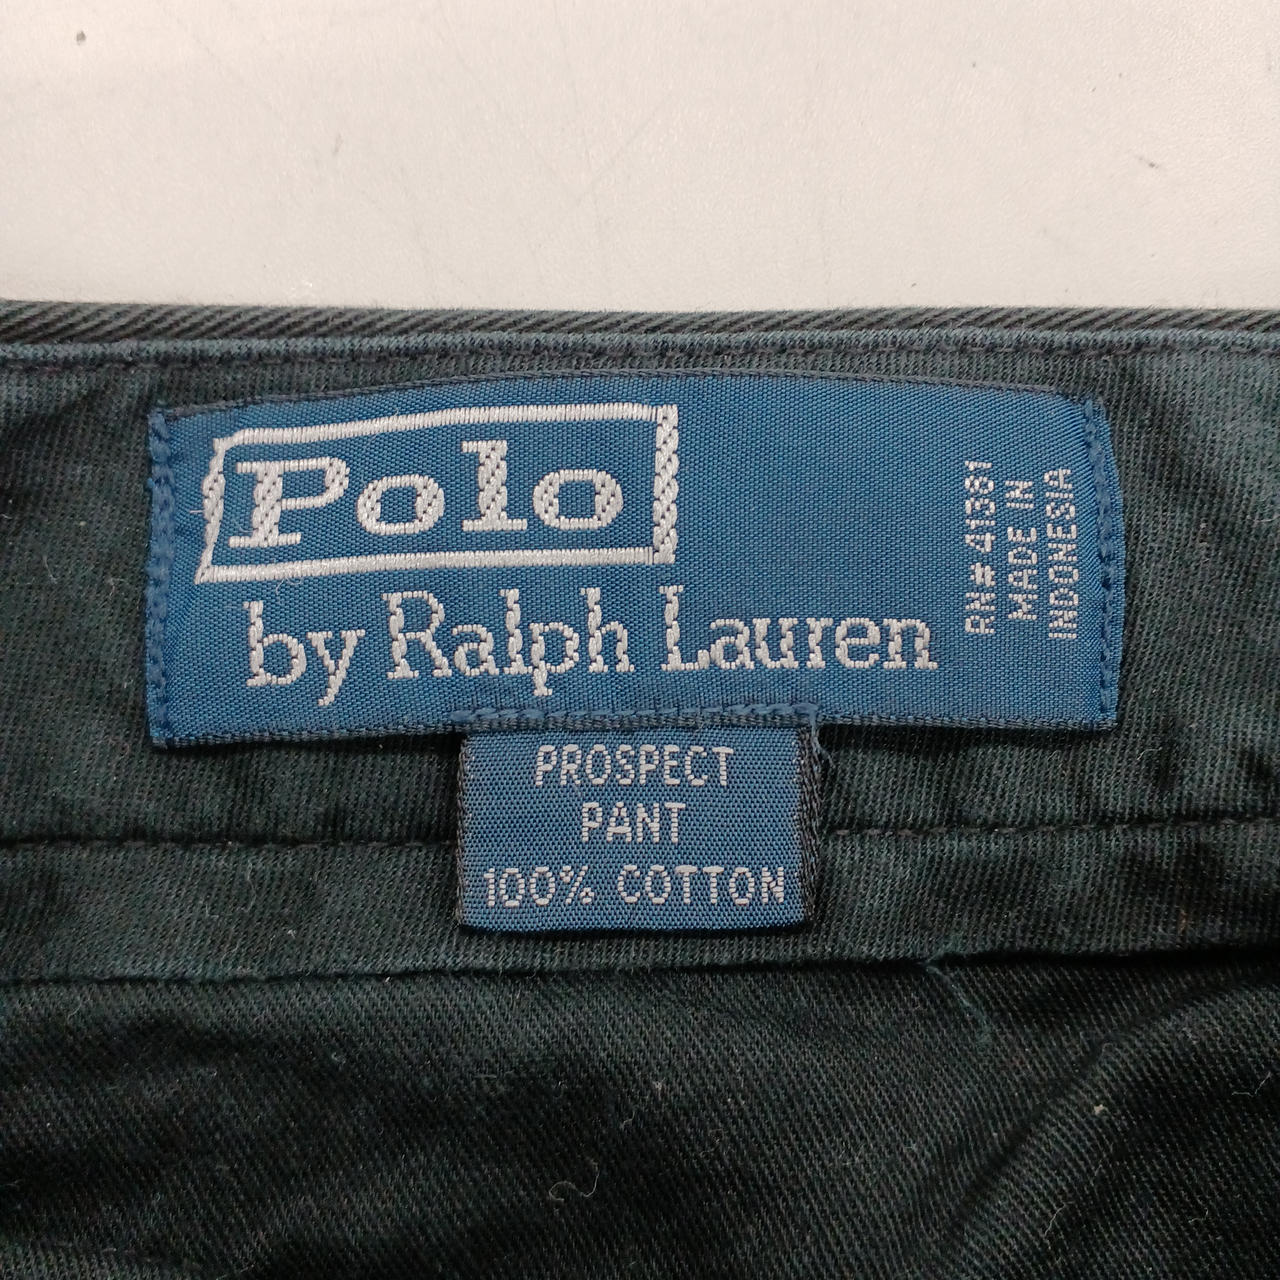 Polo
by Ralph Lauren
RN# 41381
MADE IN
INDONESIA
PROSPECT
PANT
100% COTTON